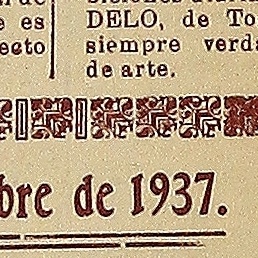 e es
ecto
DELO, de To
siempre verda
de arte.
bre de 1937.